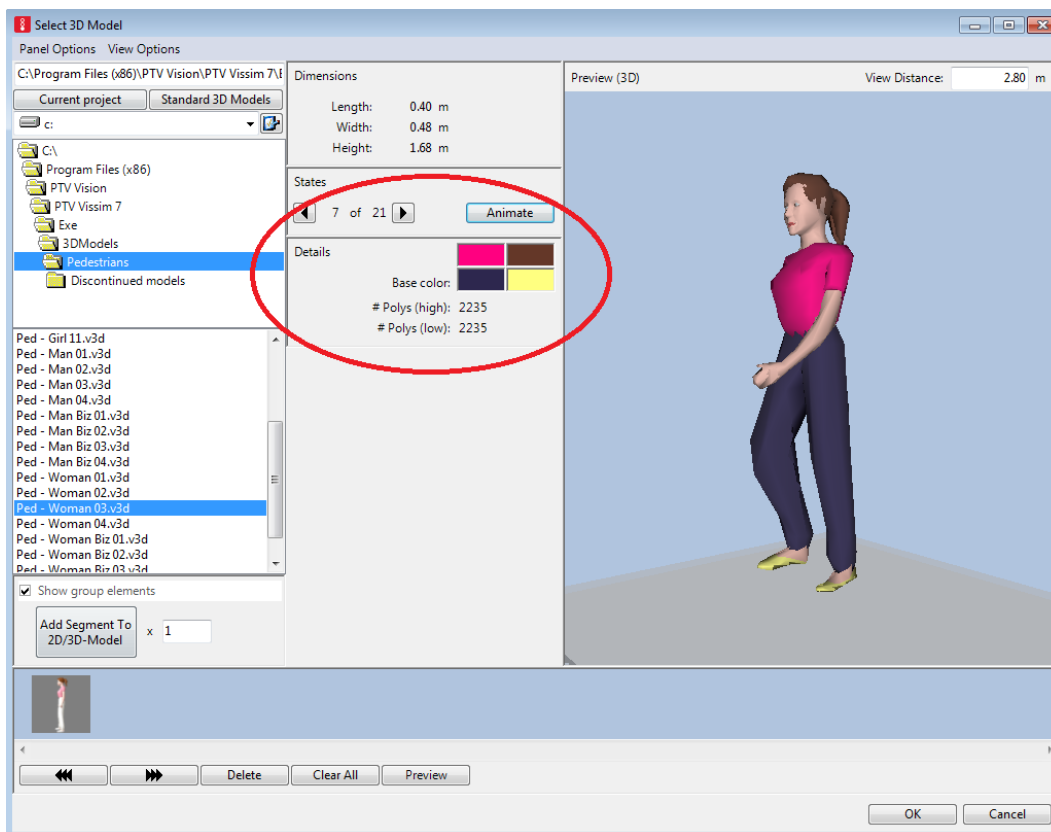 Select 3D Model
Panel Options View Options
C:\Program Files (x86)\PTV Vision\PTV Vissim 7\E
Current project Standard 3D Models
c:
C:\
Program Files (x86)
PTV Vision
PTV Vissim 7
Exe
3DModels
Pedestrians
Discontinued models
Ped - Girl 11.v3d
Ped - Man 01.v3d
Ped - Man 02.v3d
Ped - Man 03.v3d
Ped - Man 04.v3d
Ped - Man Biz 01.v3d
Ped - Man Biz 02.v3d
Ped - Man Biz 03.v3d
Ped - Man Biz 04.v3d
Ped - Woman 01.v3d
Ped - Woman 02.v3d
Ped - Woman 03.v3d
Ped - Woman 04.v3d
Ped - Woman Biz 01.v3d
Ped - Woman Biz 02.v3d
Ped - Woman Biz 03.v3d
Show group elements
Add Segment To
2D/3D-Model
x 1
Dimensions
Length: 0.40 m
Width: 0.48 m
Height: 1.68 m
States
7 of 21 Animate
Details
Base color:
# Polys (high): 2235
# Polys (low): 2235
Preview (3D) View Distance: 2.80 m
Delete Clear All Preview
OK Cancel